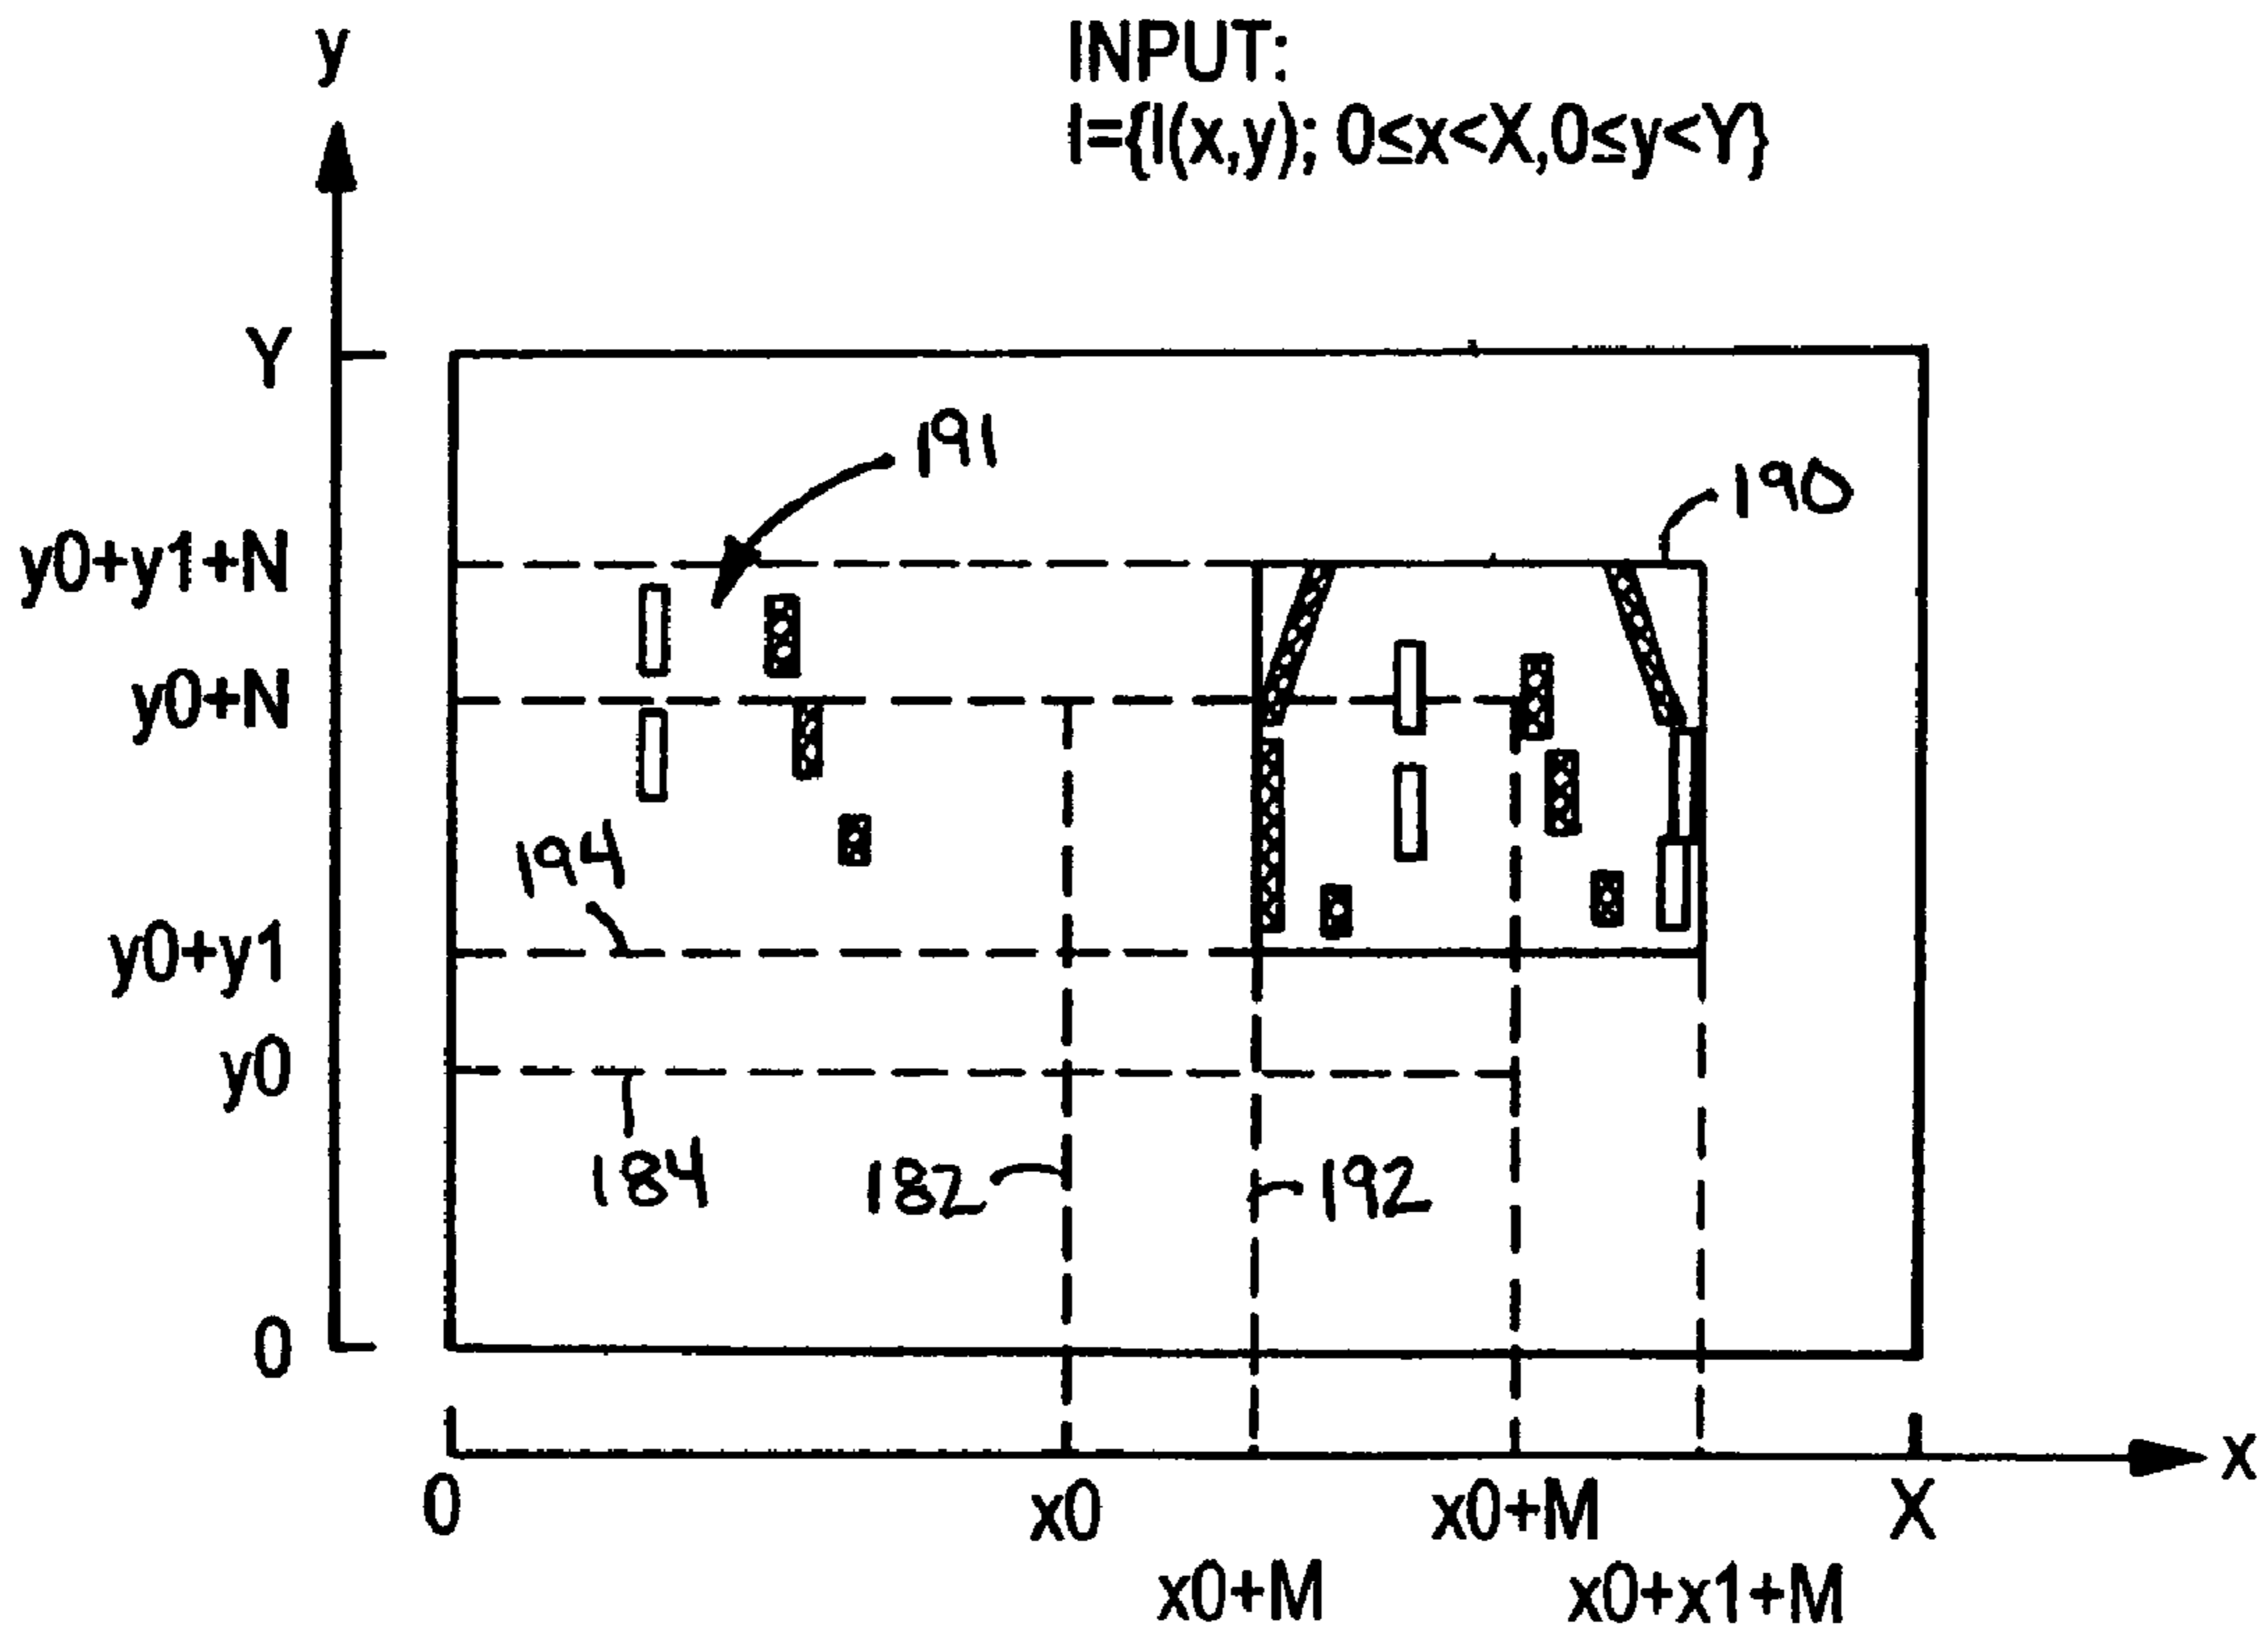 y
INPUT:
I={I(x,y); 0≤x<X,0≤y<Y}
Y
191
190
y0+y1+N
y0+N
194
y0+y1
y0
184
182
192
0
x
0
x0
x0+M
X
x0+M
x0+x1+M